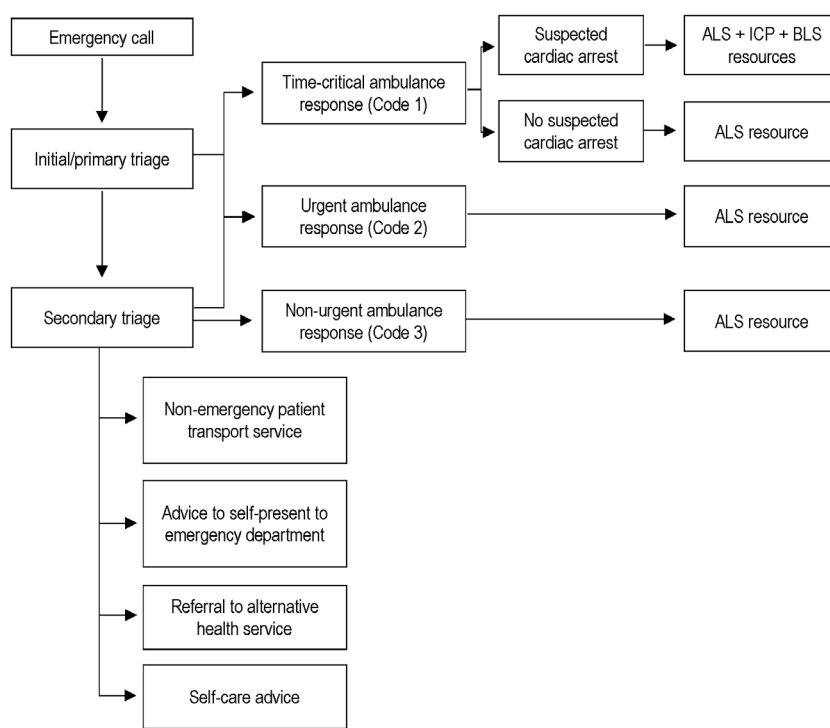 Emergency call
Initial/primary triage
Secondary triage
Time-critical ambulance
response (Code 1)
Suspected
cardiac arrest
ALS + ICP + BLS
resources
No suspected
cardiac arrest
ALS resource
Urgent ambulance
response (Code 2)
ALS resource
Non-urgent ambulance
response (Code 3)
ALS resource
Non-emergency patient
transport service
Advice to self-present to
emergency department
Referral to alternative
health service
Self-care advice